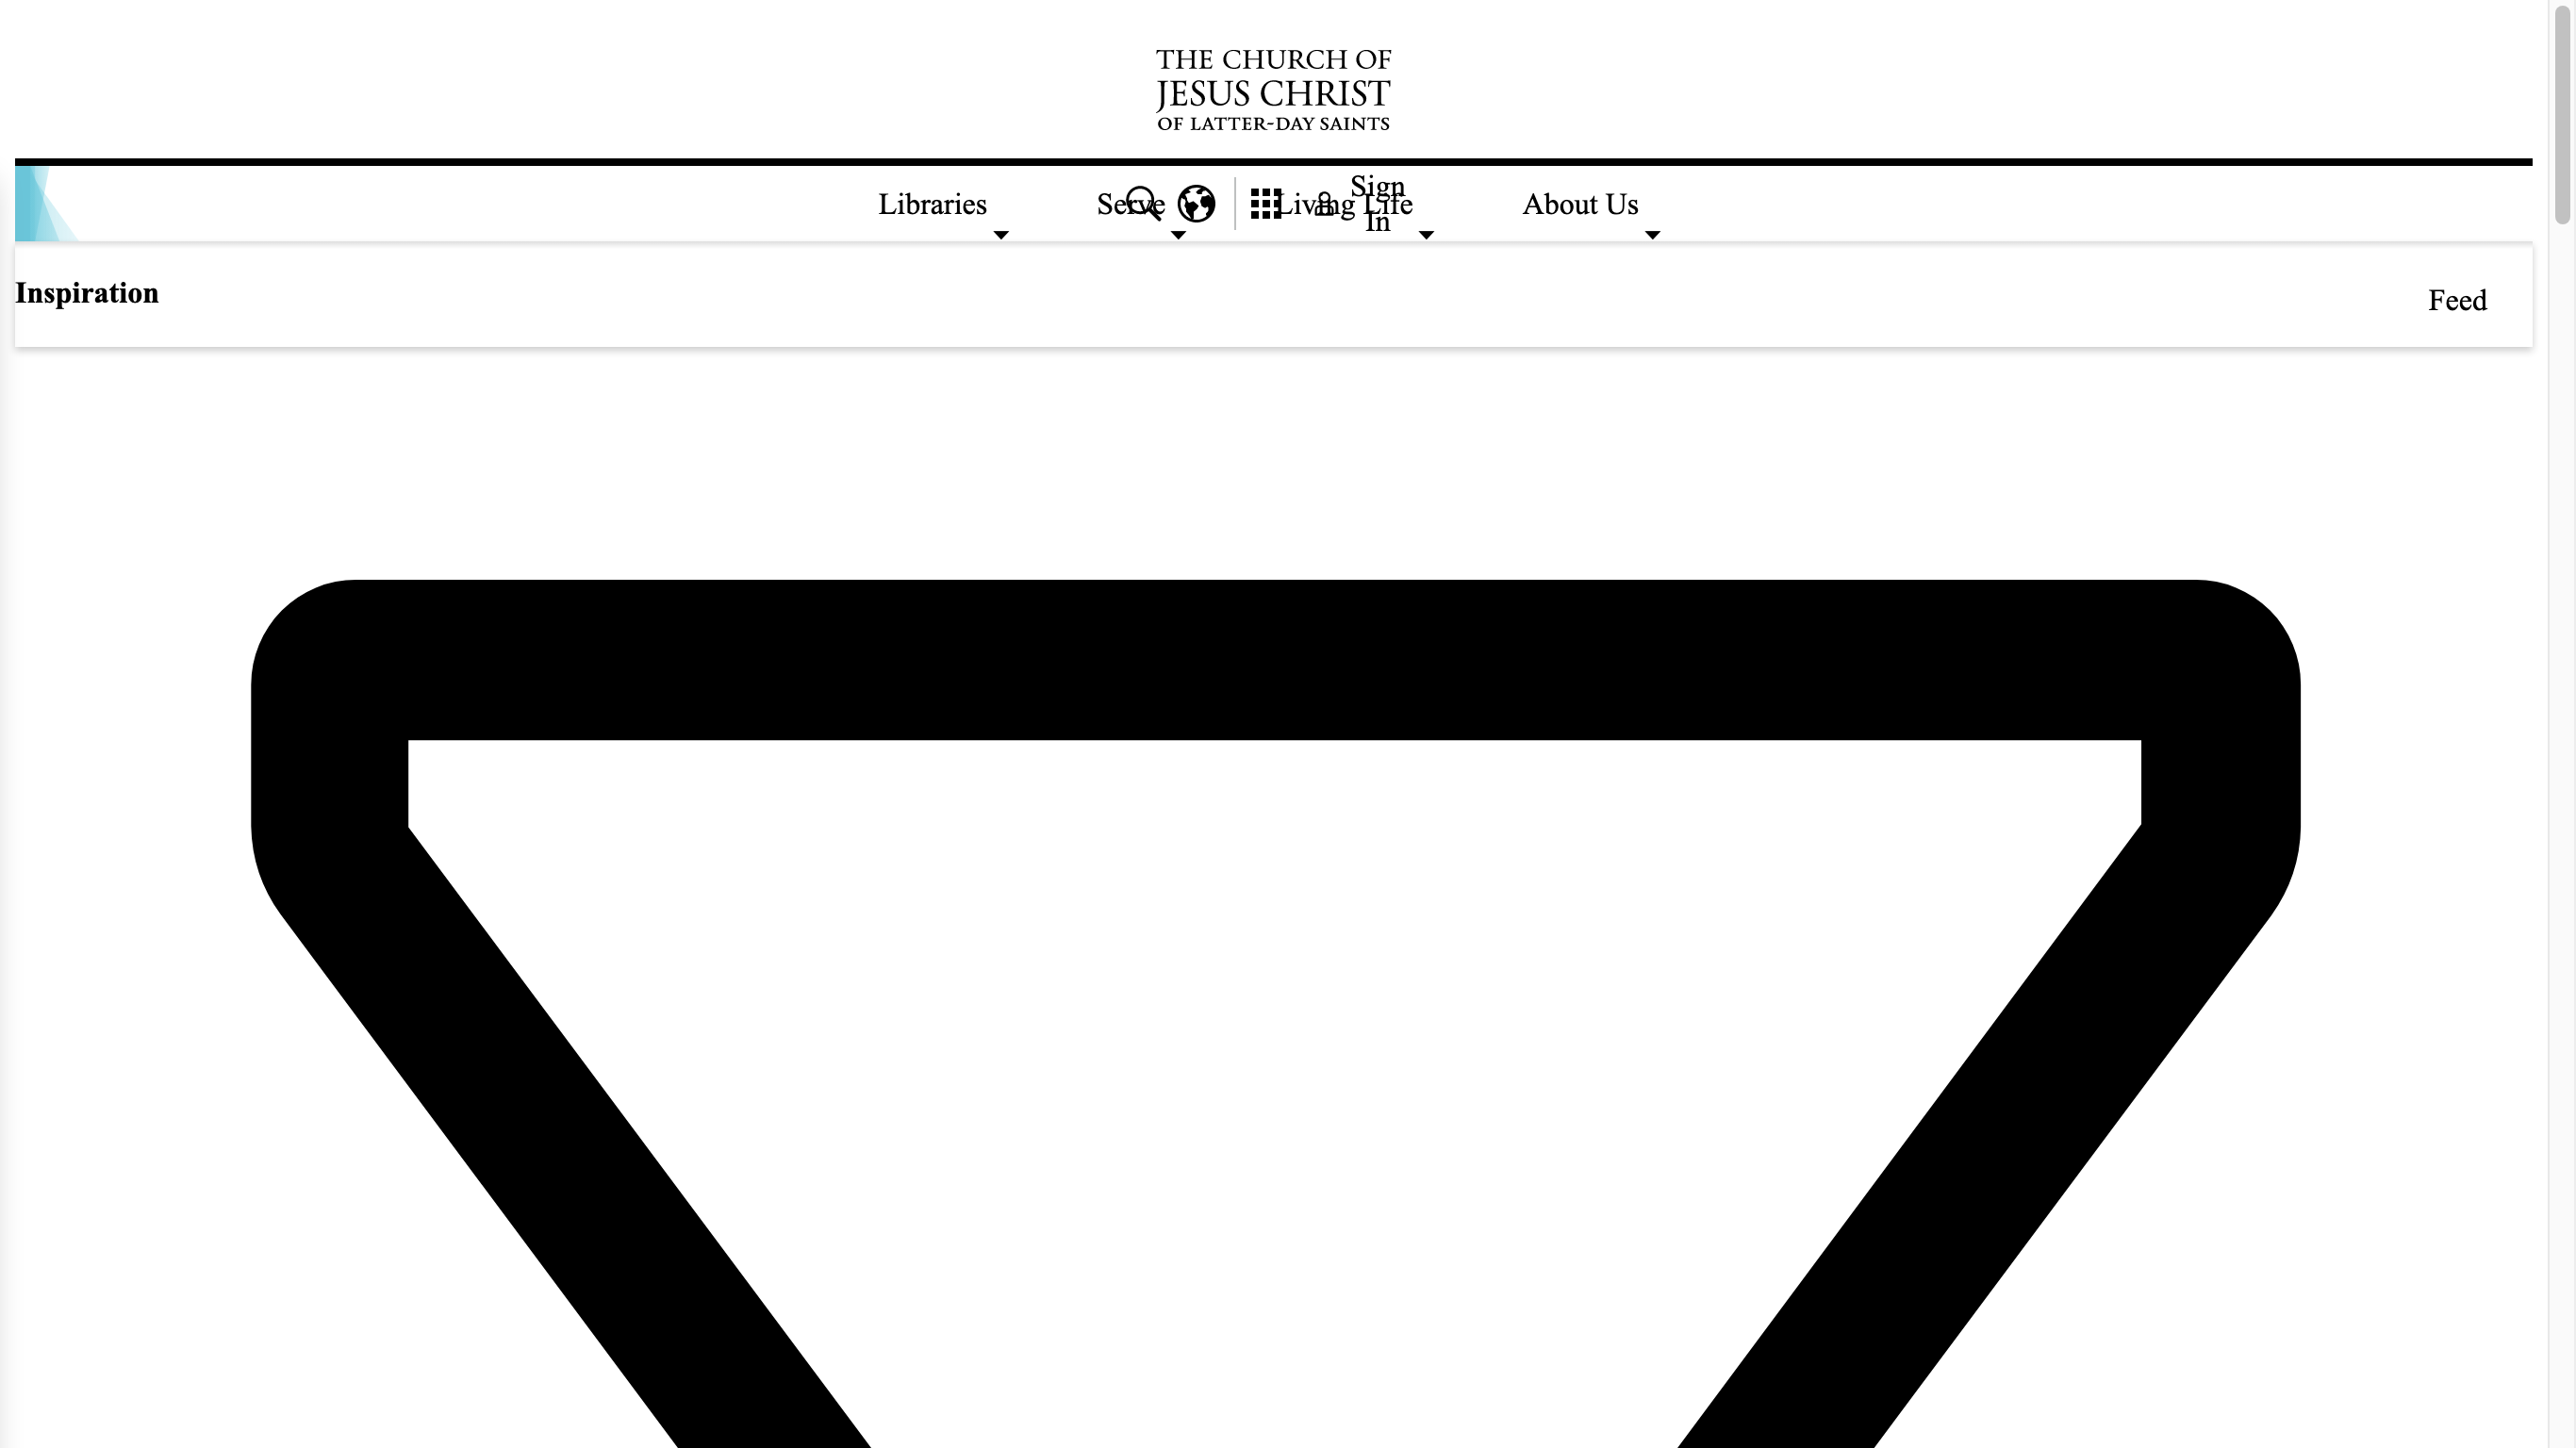 THE CHURCH OF
JESUS CHRIST
OF LATTER-DAY SAINTS
Libraries
Serve
Living Life
Sign
In
About Us
Inspiration
Feed